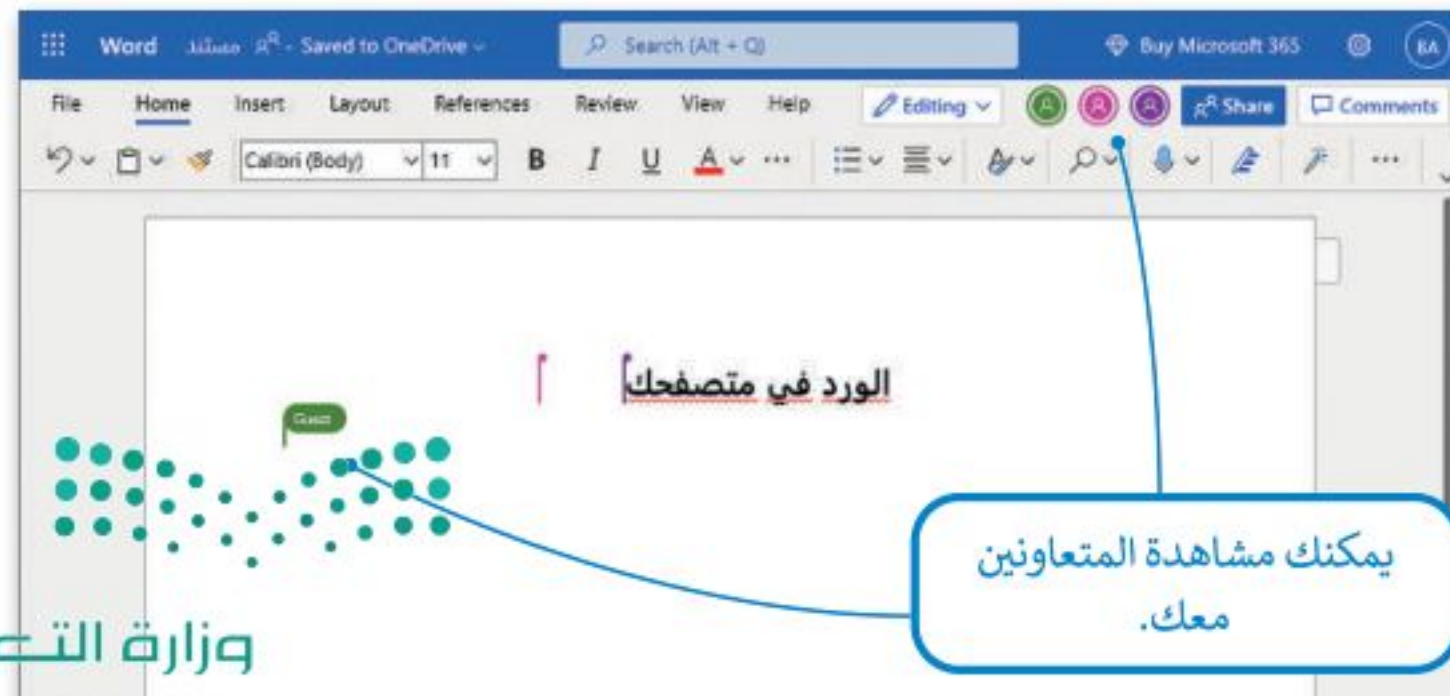 Word مستند - Saved to OneDrive Search (Alt + Q) Buy Microsoft 365 BA
File Home Insert Layout References Review View Help Editing Share Comments
Calibri (Body) 11 B I U A
الورد في متصفحك
Guest
يمكنك مشاهدة المتعاونين
معك.
وزارة التع